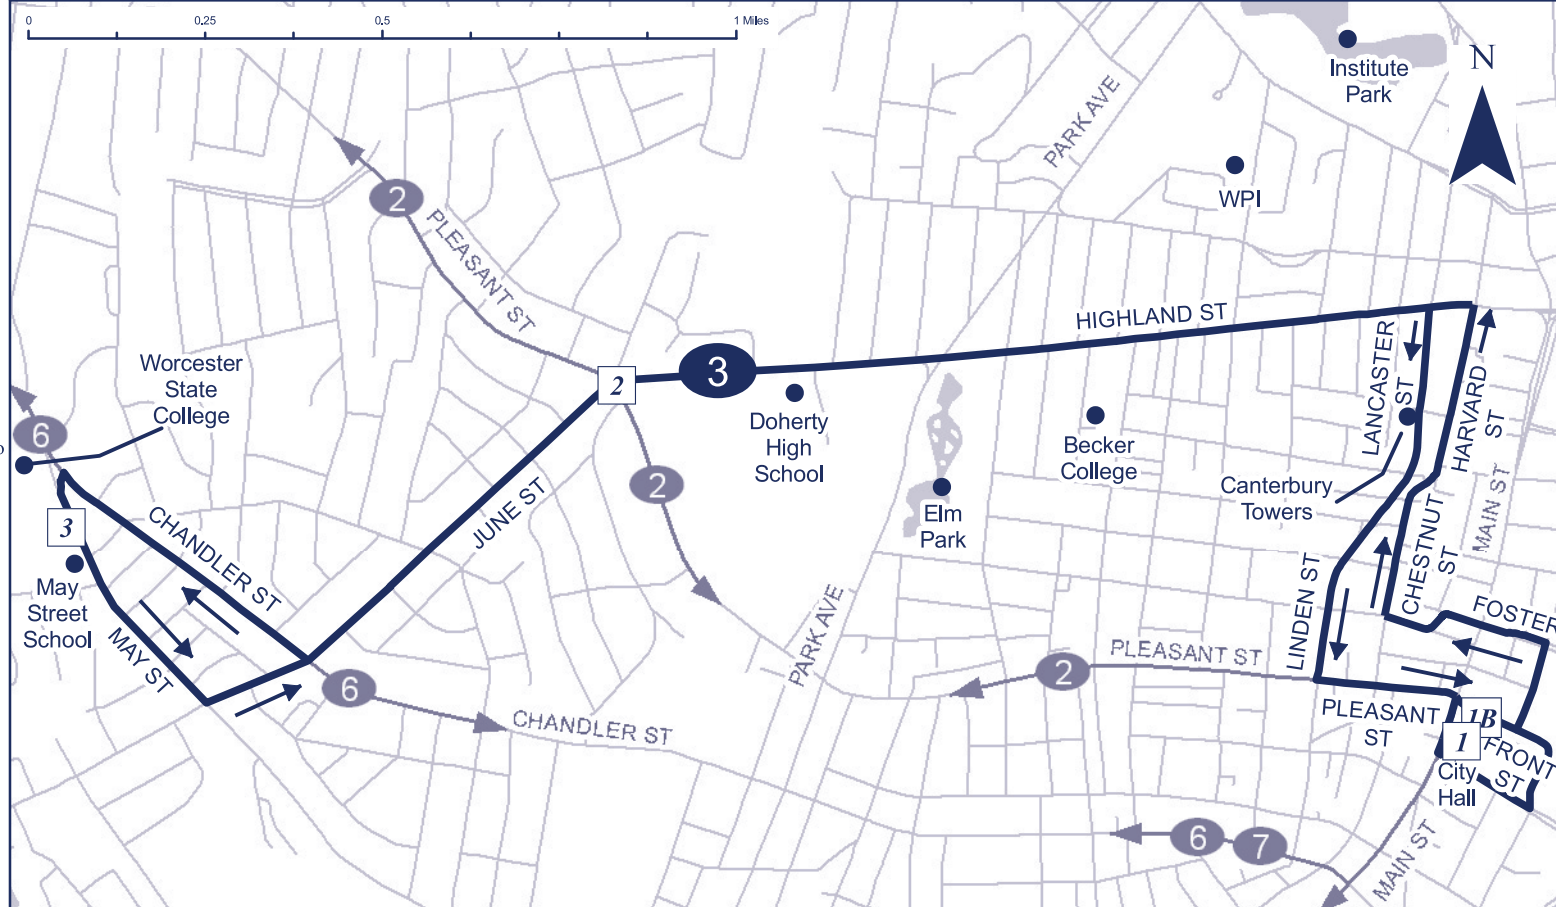 0 0.25 0.5 1 Miles
Institute
Park
N
PARK AVE
WPI
2
PLEASANT ST
HIGHLAND ST
LANCASTER
ST
HARVARD
ST
Worcester
State
College
2
3
6
Doherty
High
School
Becker
College
Canterbury
Towers
MAIN ST
2
JUNE ST
Elm
Park
3
CHANDLER ST
CHESTNUT
ST
May
Street
School
MAY ST
LINDEN ST
FOSTER
PARK AVE
PLEASANT ST
2
6
CHANDLER ST
PLEASANT
ST
1B
1
FRONT
ST
City
Hall
6
7
MAIN ST